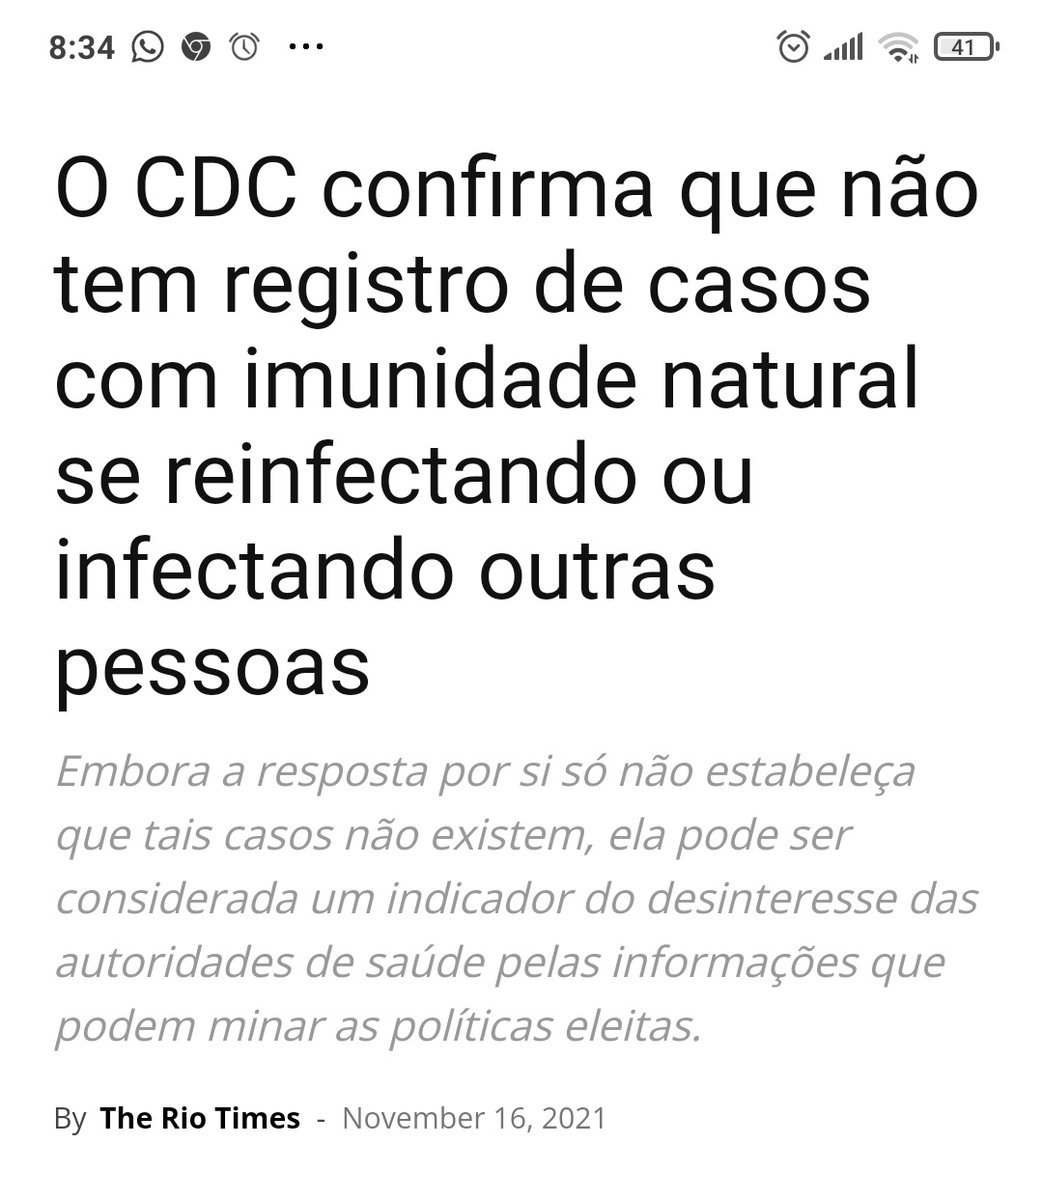 8:34 ... 41
O CDC confirma que não
tem registro de casos
com imunidade natural
se reinfectando ou
infectando outras
pessoas
Embora a resposta por si só não estabeleça
que tais casos não existem, ela pode ser
considerada um indicador do desinteresse das
autoridades de saúde pelas informações que
podem minar as políticas eleitas.
By The Rio Times - November 16, 2021